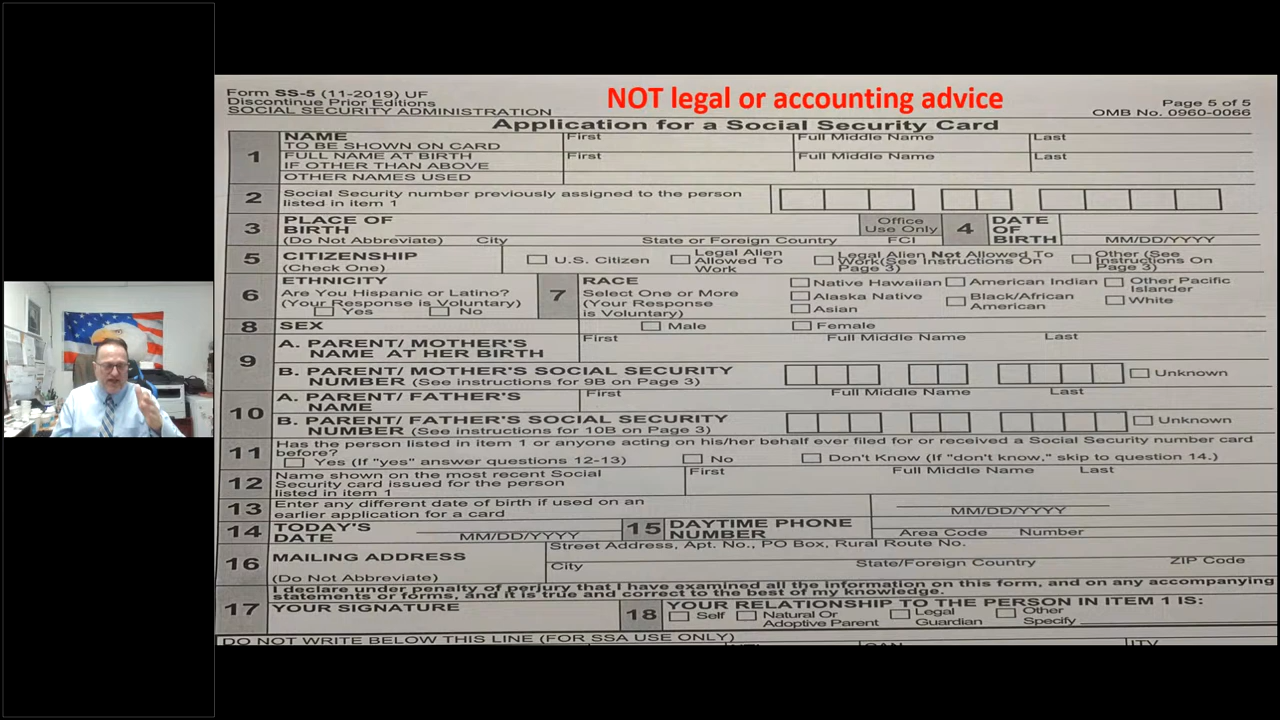 Form SS-5 (11-2019) UF
Discontinue Prior Editions
SOCIAL SECURITY ADMINISTRATION
NOT legal or accounting advice
Page 5 of 5
OMB No. 0960-0066
Application for a Social Security Card
1
NAME
TO BE SHOWN ON CARD
First
Full Middle Name
Last
FULL NAME AT BIRTH
IF OTHER THAN ABOVE
First
Full Middle Name
Last
OTHER NAMES USED
2
Social Security number previously assigned to the person
listed in item 1
3
PLACE OF
BIRTH
(Do Not Abbreviate)
City
State or Foreign Country
Office
Use Only
FCI
4
DATE
OF
BIRTH
MM/DD/YYYY
5
CITIZENSHIP
(Check One)
U.S. Citizen
Legal Alien
Allowed To
Work
Legal Alien Not Allowed To
Work(See Instructions On
Page 3)
Other (See
Instructions On
Page 3)
6
ETHNICITY
Are You Hispanic or Latino?
(Your Response is Voluntary)
Yes
No
7
RACE
Select One or More
(Your Response
is Voluntary)
Native Hawaiian
Alaska Native
Asian
American Indian
Black/African
American
Other Pacific
Islander
White
8
SEX
Male
Female
9
A. PARENT/ MOTHER'S
NAME AT HER BIRTH
First
Full Middle Name
Last
B. PARENT/ MOTHER'S SOCIAL SECURITY
NUMBER (See instructions for 9B on Page 3)
Unknown
10
A. PARENT/ FATHER'S
NAME
First
Full Middle Name
Last
B. PARENT/ FATHER'S SOCIAL SECURITY
NUMBER (See instructions for 10B on Page 3)
Unknown
11
Has the person listed in item 1 or anyone acting on his/her behalf ever filed for or received a Social Security number card
before?
Yes (If "yes" answer questions 12-13)
No
Don't Know (If "don't know," skip to question 14.)
12
Name shown on the most recent Social
Security card issued for the person
listed in item 1
First
Full Middle Name
Last
13
Enter any different date of birth if used on an
earlier application for a card
MM/DD/YYYY
14
TODAY'S
DATE
MM/DD/YYYY
15
DAYTIME PHONE
NUMBER
Area Code
Number
16
MAILING ADDRESS
(Do Not Abbreviate)
Street Address, Apt. No., PO Box, Rural Route No.
City
State/Foreign Country
ZIP Code
I declare under penalty of perjury that I have examined all the information on this form, and on any accompanying
statements or forms, and it is true and correct to the best of my knowledge.
17
YOUR SIGNATURE
18
YOUR RELATIONSHIP TO THE PERSON IN ITEM 1 IS:
Self
Natural Or
Adoptive Parent
Legal
Guardian
Other
Specify
DO NOT WRITE BELOW THIS LINE (FOR SSA USE ONLY)